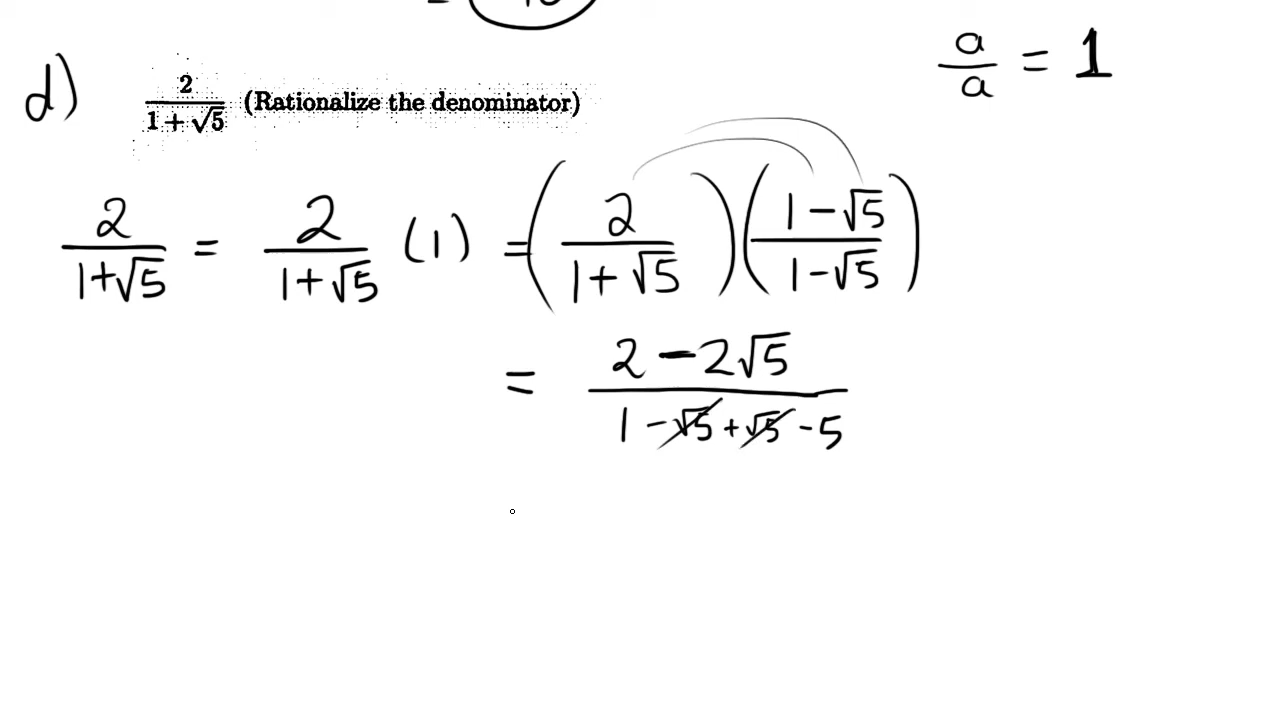 a/a = 1
d) 2/(1 + √5) (Rationalize the denominator)
2/(1+√5) = 2/(1+√5) (1) = (2/(1+√5))((1-√5)/(1-√5))
= (2-2√5)/(1-√5+√5-5)